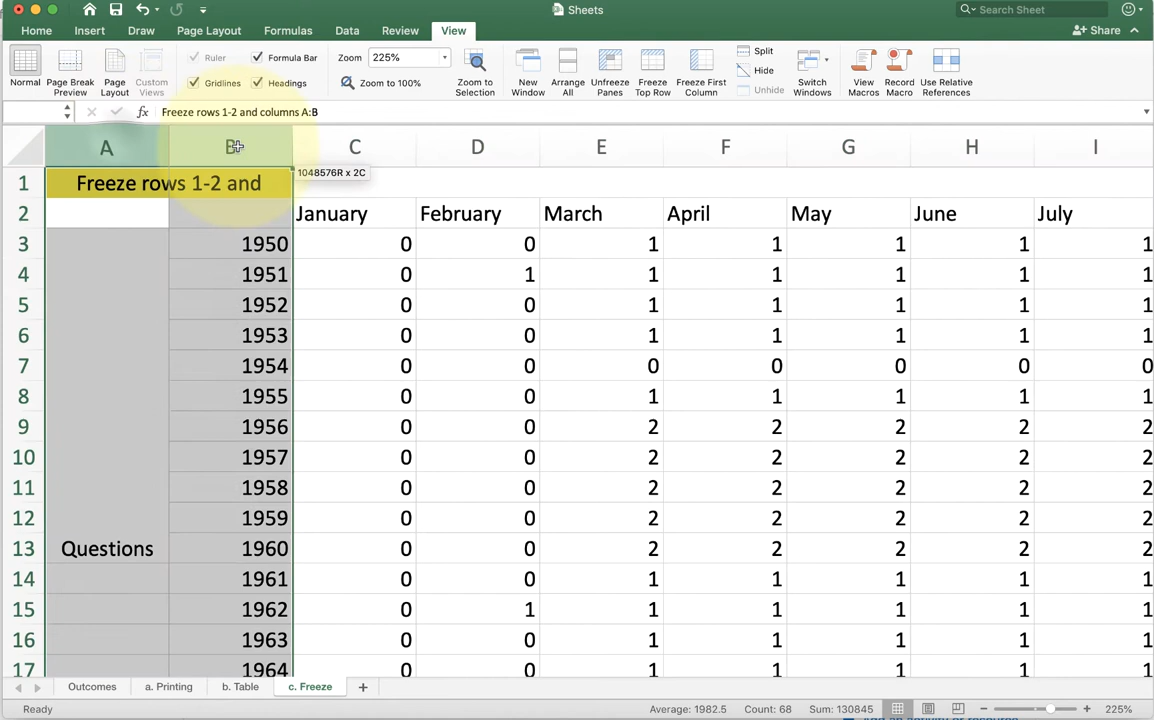 Sheets
Search Sheet
Home Insert Draw Page Layout Formulas Data Review View
Share
Normal Page Break Preview Page Layout Custom Views
Ruler Formula Bar
Gridlines Headings
Zoom 225%
Zoom to 100%
Zoom to Selection
New Window Arrange All Unfreeze Panes Freeze Top Row Freeze First Column
Split
Hide
Unhide
Switch Windows View Macros Record Macro Use Relative References
fx Freeze rows 1-2 and columns A:B
A B C D E F G H I
1048576R x 2C
1 Freeze rows 1-2 and
2 January February March April May June July
3 1950 0 0 1 1 1 1 1
4 1951 0 1 1 1 1 1 1
5 1952 0 0 1 1 1 1 1
6 1953 0 0 1 1 1 1 1
7 1954 0 0 0 0 0 0 0
8 1955 0 0 1 1 1 1 1
9 1956 0 0 2 2 2 2 2
10 1957 0 0 2 2 2 2 2
11 1958 0 0 2 2 2 2 2
12 1959 0 0 2 2 2 2 2
13 Questions 1960 0 0 2 2 2 2 2
14 1961 0 0 1 1 1 1 1
15 1962 0 1 1 1 1 1 1
16 1963 0 0 1 1 1 1 1
17 1964 0 0 1 1 1 1 1
Outcomes a. Printing b. Table c. Freeze
Ready Average: 1982.5 Count: 68 Sum: 130845 225%